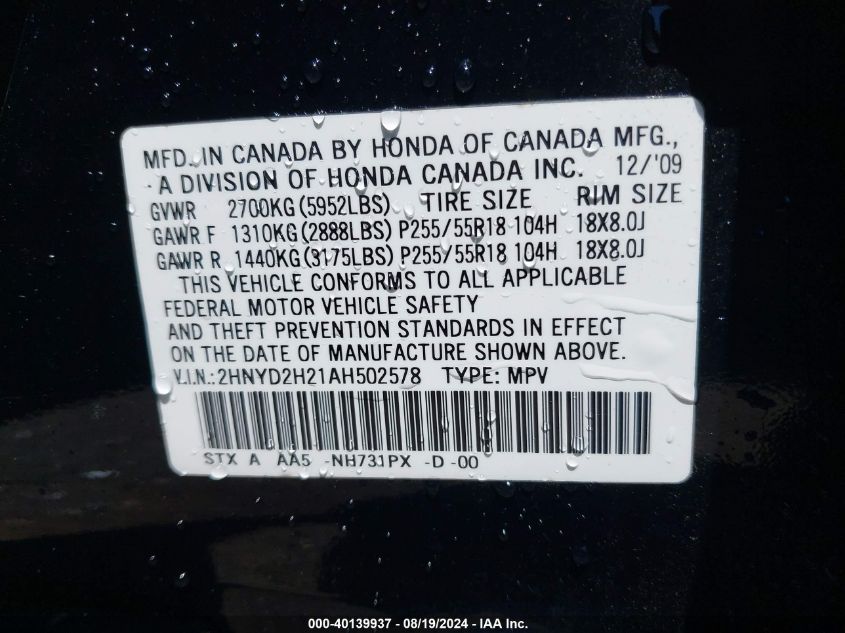 MFD. IN CANADA BY HONDA OF CANADA MFG.,
A DIVISION OF HONDA CANADA INC. 12/'09
GVWR 2700KG (5952LBS) TIRE SIZE RIM SIZE
GAWR F 1310KG (2888LBS) P255/55R18 104H 18X8.0J
GAWR R 1440KG (3175LBS) P255/55R18 104H 18X8.0J
THIS VEHICLE CONFORMS TO ALL APPLICABLE
FEDERAL MOTOR VEHICLE SAFETY
AND THEFT PREVENTION STANDARDS IN EFFECT
ON THE DATE OF MANUFACTURE SHOWN ABOVE.
V.I.N.: 2HNYD2H21AH502578 TYPE: MPV
STX A AA5 -NH731PX -D -00
000-40139937 - 08/19/2024 - IAA Inc.